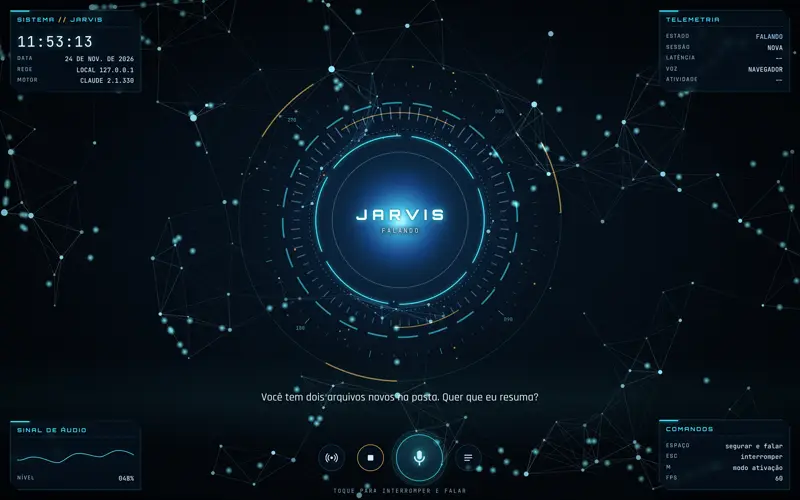 SISTEMA // JARVIS
11:53:13
DATA 24 DE NOV. DE 2026
REDE LOCAL 127.0.0.1
MOTOR CLAUDE 2.1.330
TELEMETRIA
ESTADO FALANDO
SESSÃO NOVA
LATÊNCIA —
VOZ NAVEGADOR
ATIVIDADE —
JARVIS
FALANDO
Você tem dois arquivos novos na pasta. Quer que eu resuma?
SINAL DE ÁUDIO
NÍVEL 048%
COMANDOS
ESPAÇO segurar e falar
ESC interromper
M modo ativação
FPS 60
TOQUE PARA INTERROMPER E FALAR